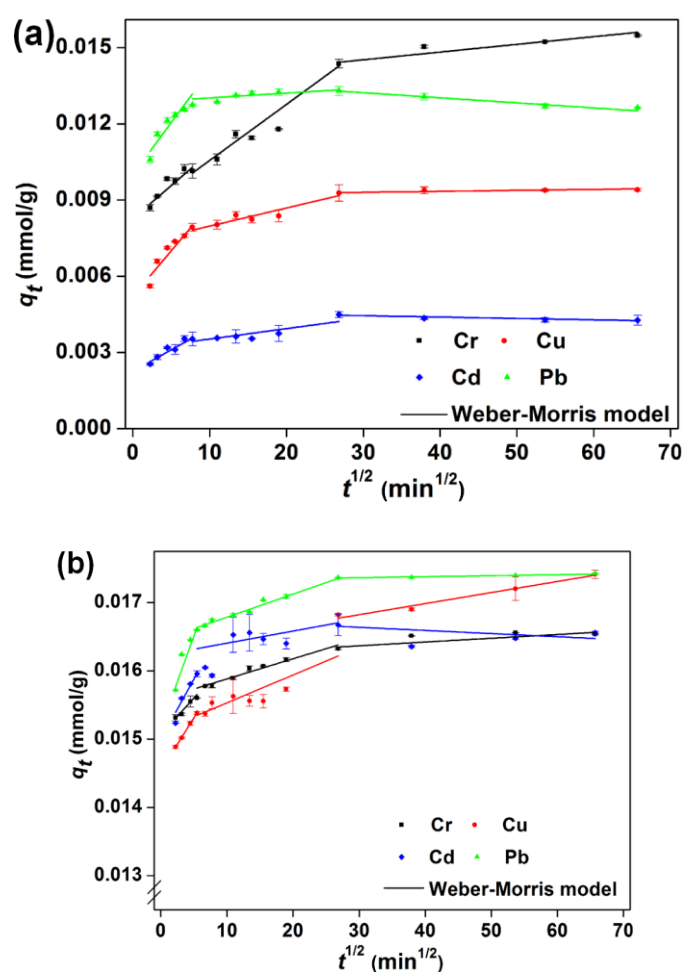 (a)
0.015
0.012
0.009
0.006
0.003
0.000
qt (mmol/g)
Cr Cu
Cd Pb
Weber-Morris model
0 10 20 30 40 50 60 70
t1/2 (min1/2)
(b)
0.017
0.016
0.015
0.014
0.013
qt (mmol/g)
Cr Cu
Cd Pb
Weber-Morris model
0 10 20 30 40 50 60 70
t1/2 (min1/2)